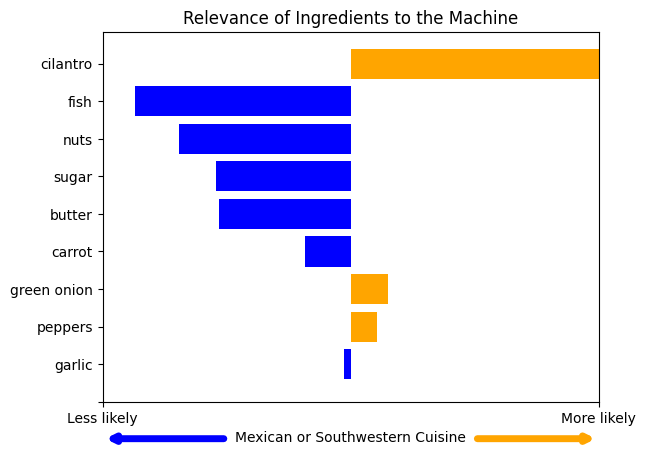 Relevance of Ingredients to the Machine
cilantro
fish
nuts
sugar
butter
carrot
green onion
peppers
garlic
Less likely
More likely
Mexican or Southwestern Cuisine